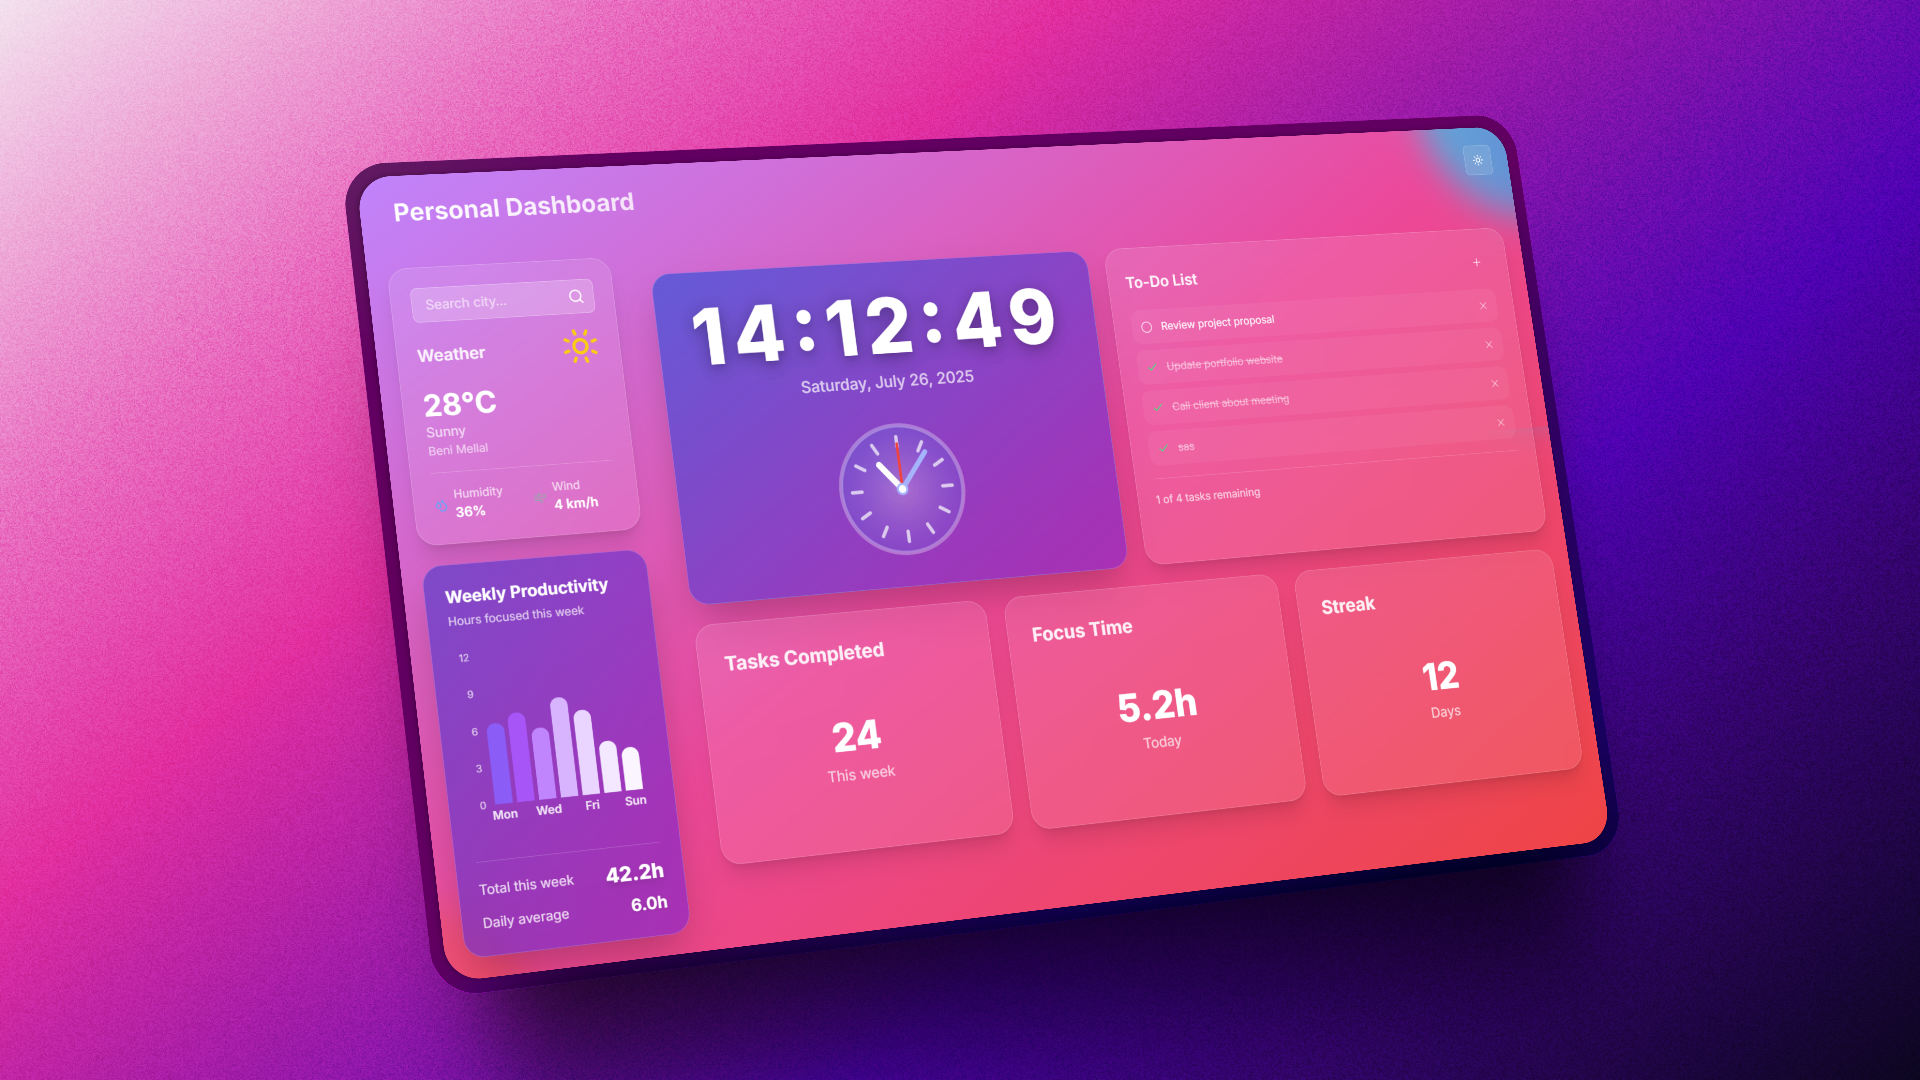 Personal Dashboard
Search city...
Weather
28°C
Sunny
Beni Mellal
Humidity
36%
Wind
4 km/h
Weekly Productivity
Hours focused this week
12
9
6
3
0
Mon Wed Fri Sun
Total this week 42.2h
Daily average 6.0h
14:12:49
Saturday, July 26, 2025
To-Do List
Review project proposal
Update portfolio website
Call client about meeting
sas
1 of 4 tasks remaining
Tasks Completed
24
This week
Focus Time
5.2h
Today
Streak
12
Days